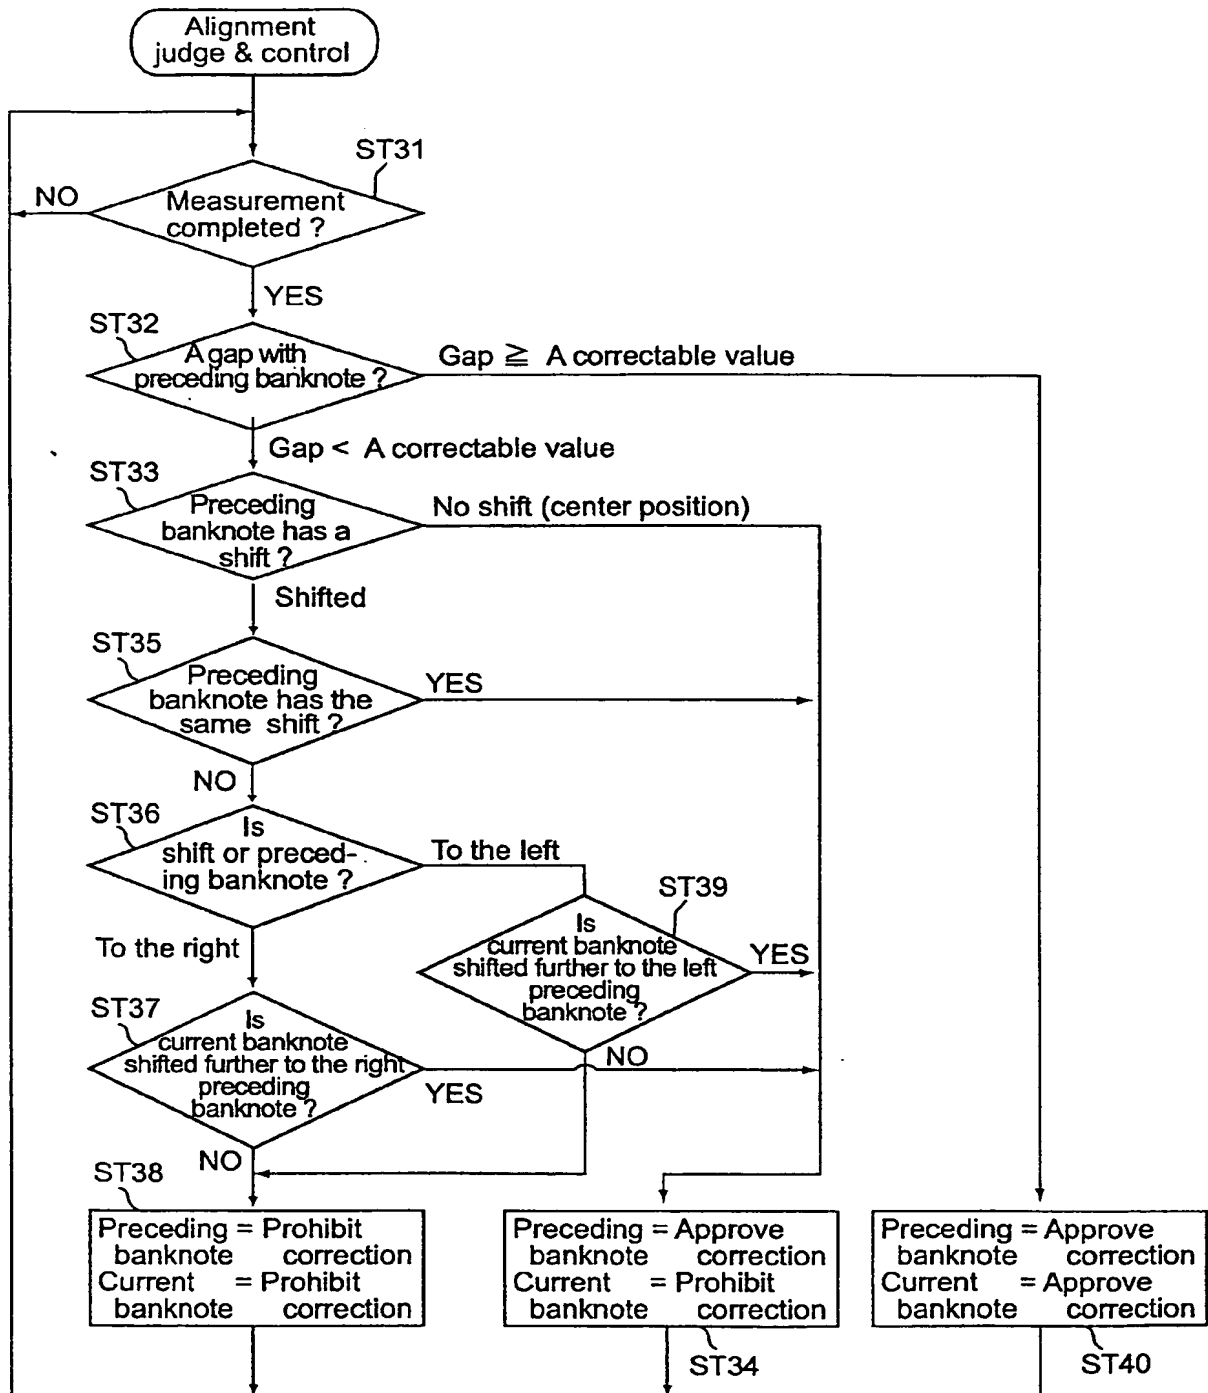 Alignment
judge & control
ST31
NO
Measurement
completed ?
YES
ST32
A gap with
preceding banknote ?
Gap ≧ A correctable value
Gap < A correctable value
ST33
Preceding
banknote has a
shift ?
No shift (center position)
Shifted
ST35
Preceding
banknote has the
same shift ?
YES
NO
ST36
Is
shift or preced-
ing banknote ?
To the left
ST39
Is
current banknote
shifted further to the left
preceding
banknote ?
YES
To the right
ST37
Is
current banknote
shifted further to the right
preceding
banknote ?
NO
YES
NO
ST38
Preceding = Prohibit
banknote correction
Current = Prohibit
banknote correction
Preceding = Approve
banknote correction
Current = Prohibit
banknote correction
ST34
Preceding = Approve
banknote correction
Current = Approve
banknote correction
ST40